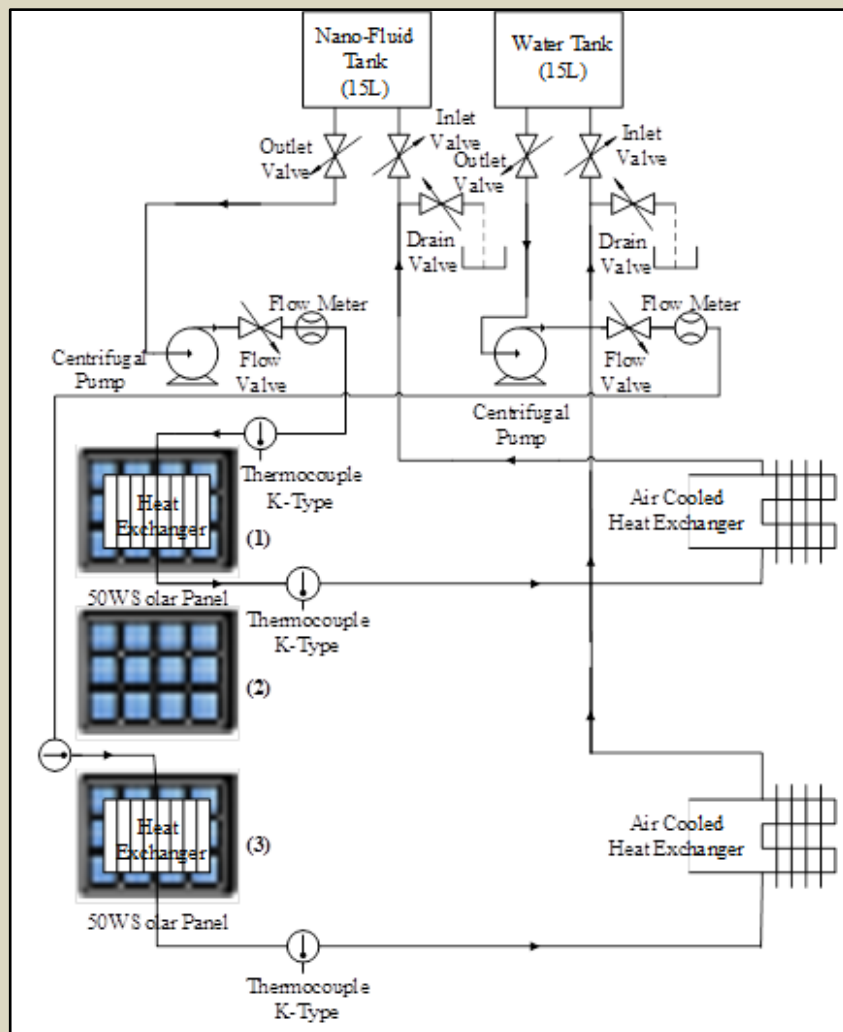 Nano-Fluid
Tank
(15L)
Water Tank
(15L)
Outlet
Valve
Inlet
Valve
Outlet
Valve
Inlet
Valve
Drain
Valve
Drain
Valve
Flow Meter
Flow Meter
Centrifugal
Pump
Flow
Valve
Flow
Valve
Centrifugal
Pump
Thermocouple
K-Type
Heat
Exchanger
(1)
Air Cooled
Heat Exchanger
50W Solar Panel
Thermocouple
K-Type
(2)
Heat
Exchanger
(3)
Air Cooled
Heat Exchanger
50W Solar Panel
Thermocouple
K-Type